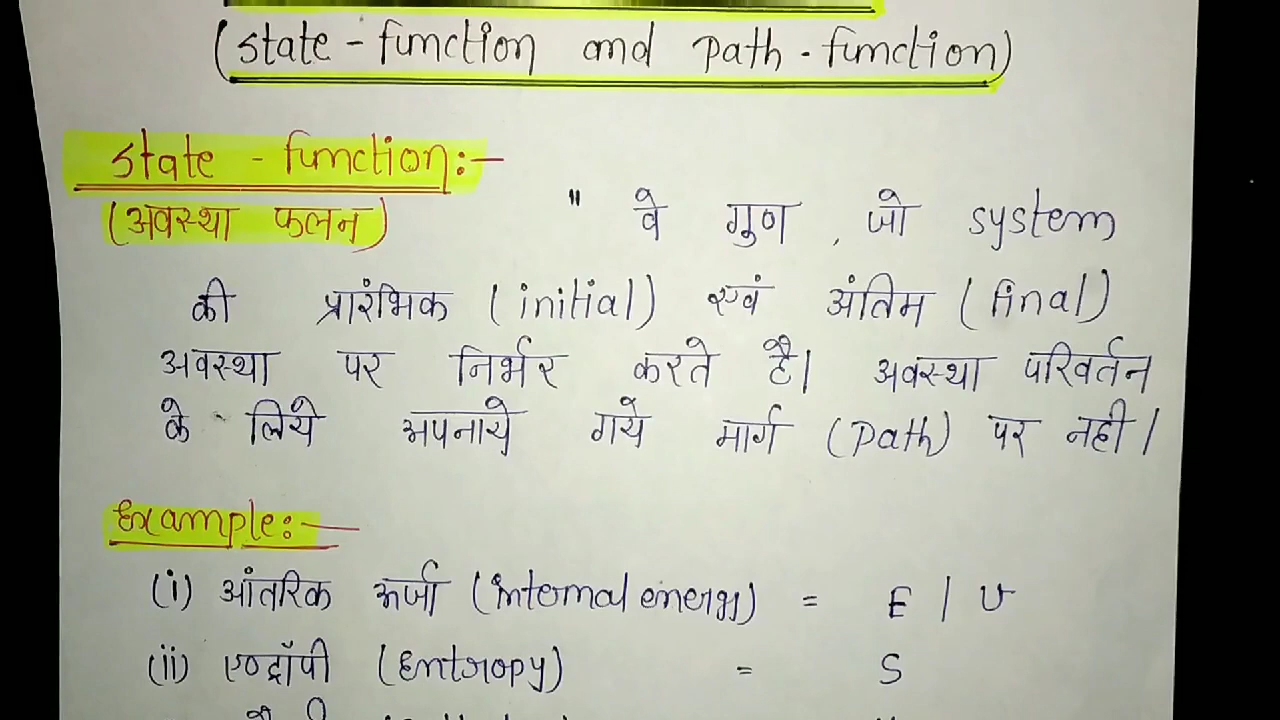 (State - function and Path - function)
State - function:-
(अवस्था फलन)
" वे गुण , जो system
की प्रारंभिक (initial) एवं अंतिम (final)
अवस्था पर निर्भर करते है। अवस्था परिवर्तन
के लिये अपनाये गये मार्ग (Path) पर नही।
Example:-
(i) आंतरिक ऊर्जा (internal energy) = E / U
(ii) एण्ट्रॉपी (Entropy) = S